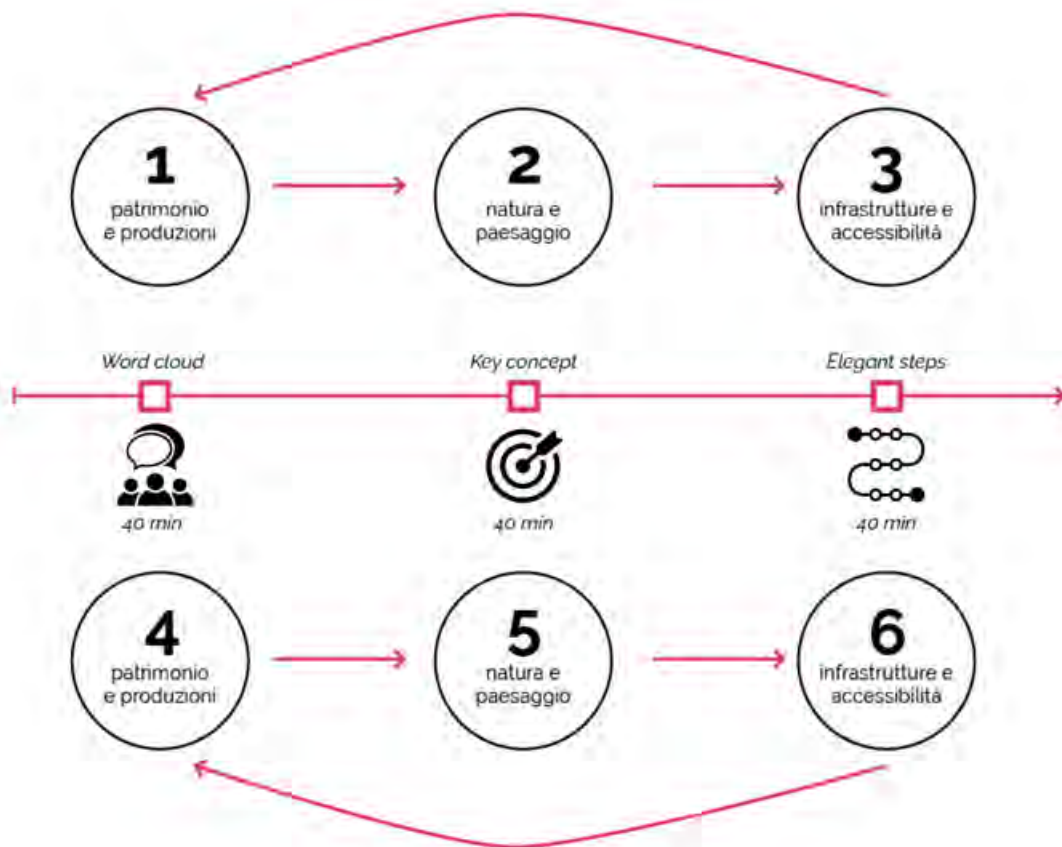 1
patrimonio
e produzioni
2
natura e
paesaggio
3
infrastrutture e
accessibilità
Word cloud
Key concept
Elegant steps
40 min
40 min
40 min
4
patrimonio
e produzioni
5
natura e
paesaggio
6
infrastrutture e
accessibilità